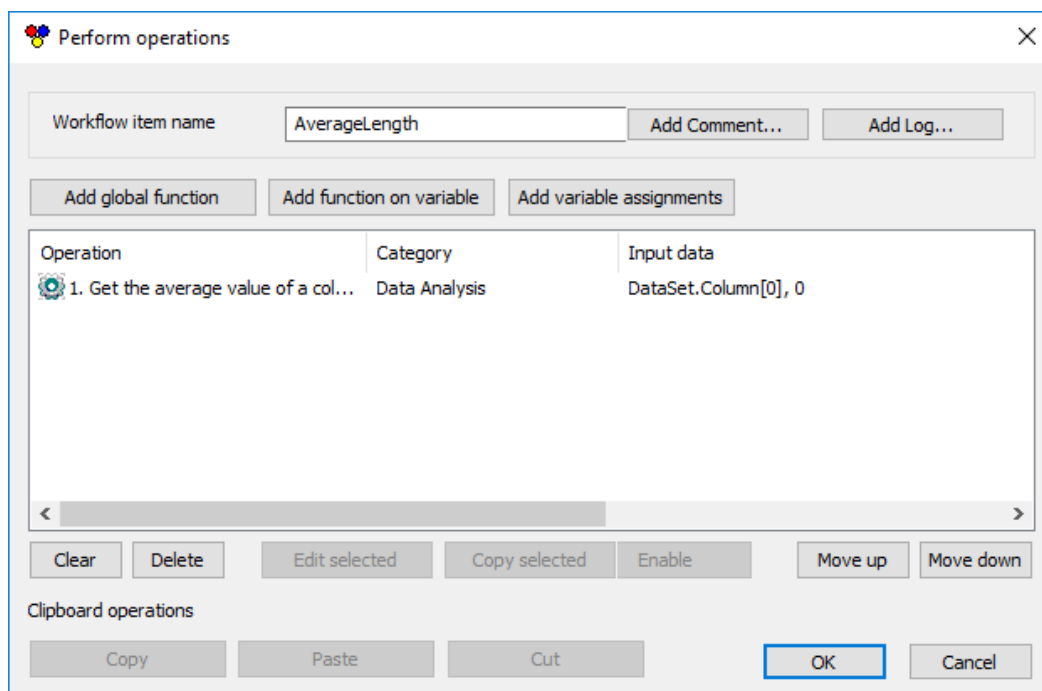 Perform operations
Workflow item name AverageLength Add Comment... Add Log...
Add global function Add function on variable Add variable assignments
Operation Category Input data
1. Get the average value of a col... Data Analysis DataSet.Column[0], 0
Clear Delete Edit selected Copy selected Enable Move up Move down
Clipboard operations
Copy Paste Cut OK Cancel